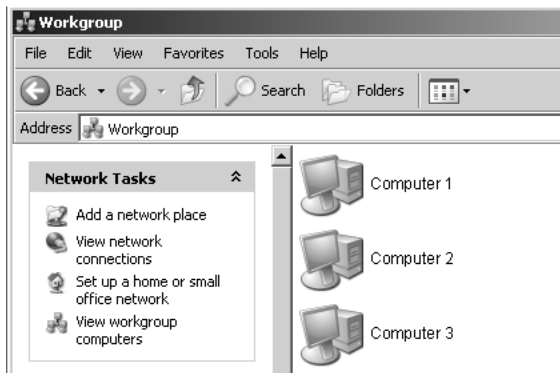 Workgroup
File Edit View Favorites Tools Help
Back Search Folders
Address Workgroup
Network Tasks
Add a network place
View network
connections
Set up a home or small
office network
View workgroup
computers
Computer 1
Computer 2
Computer 3